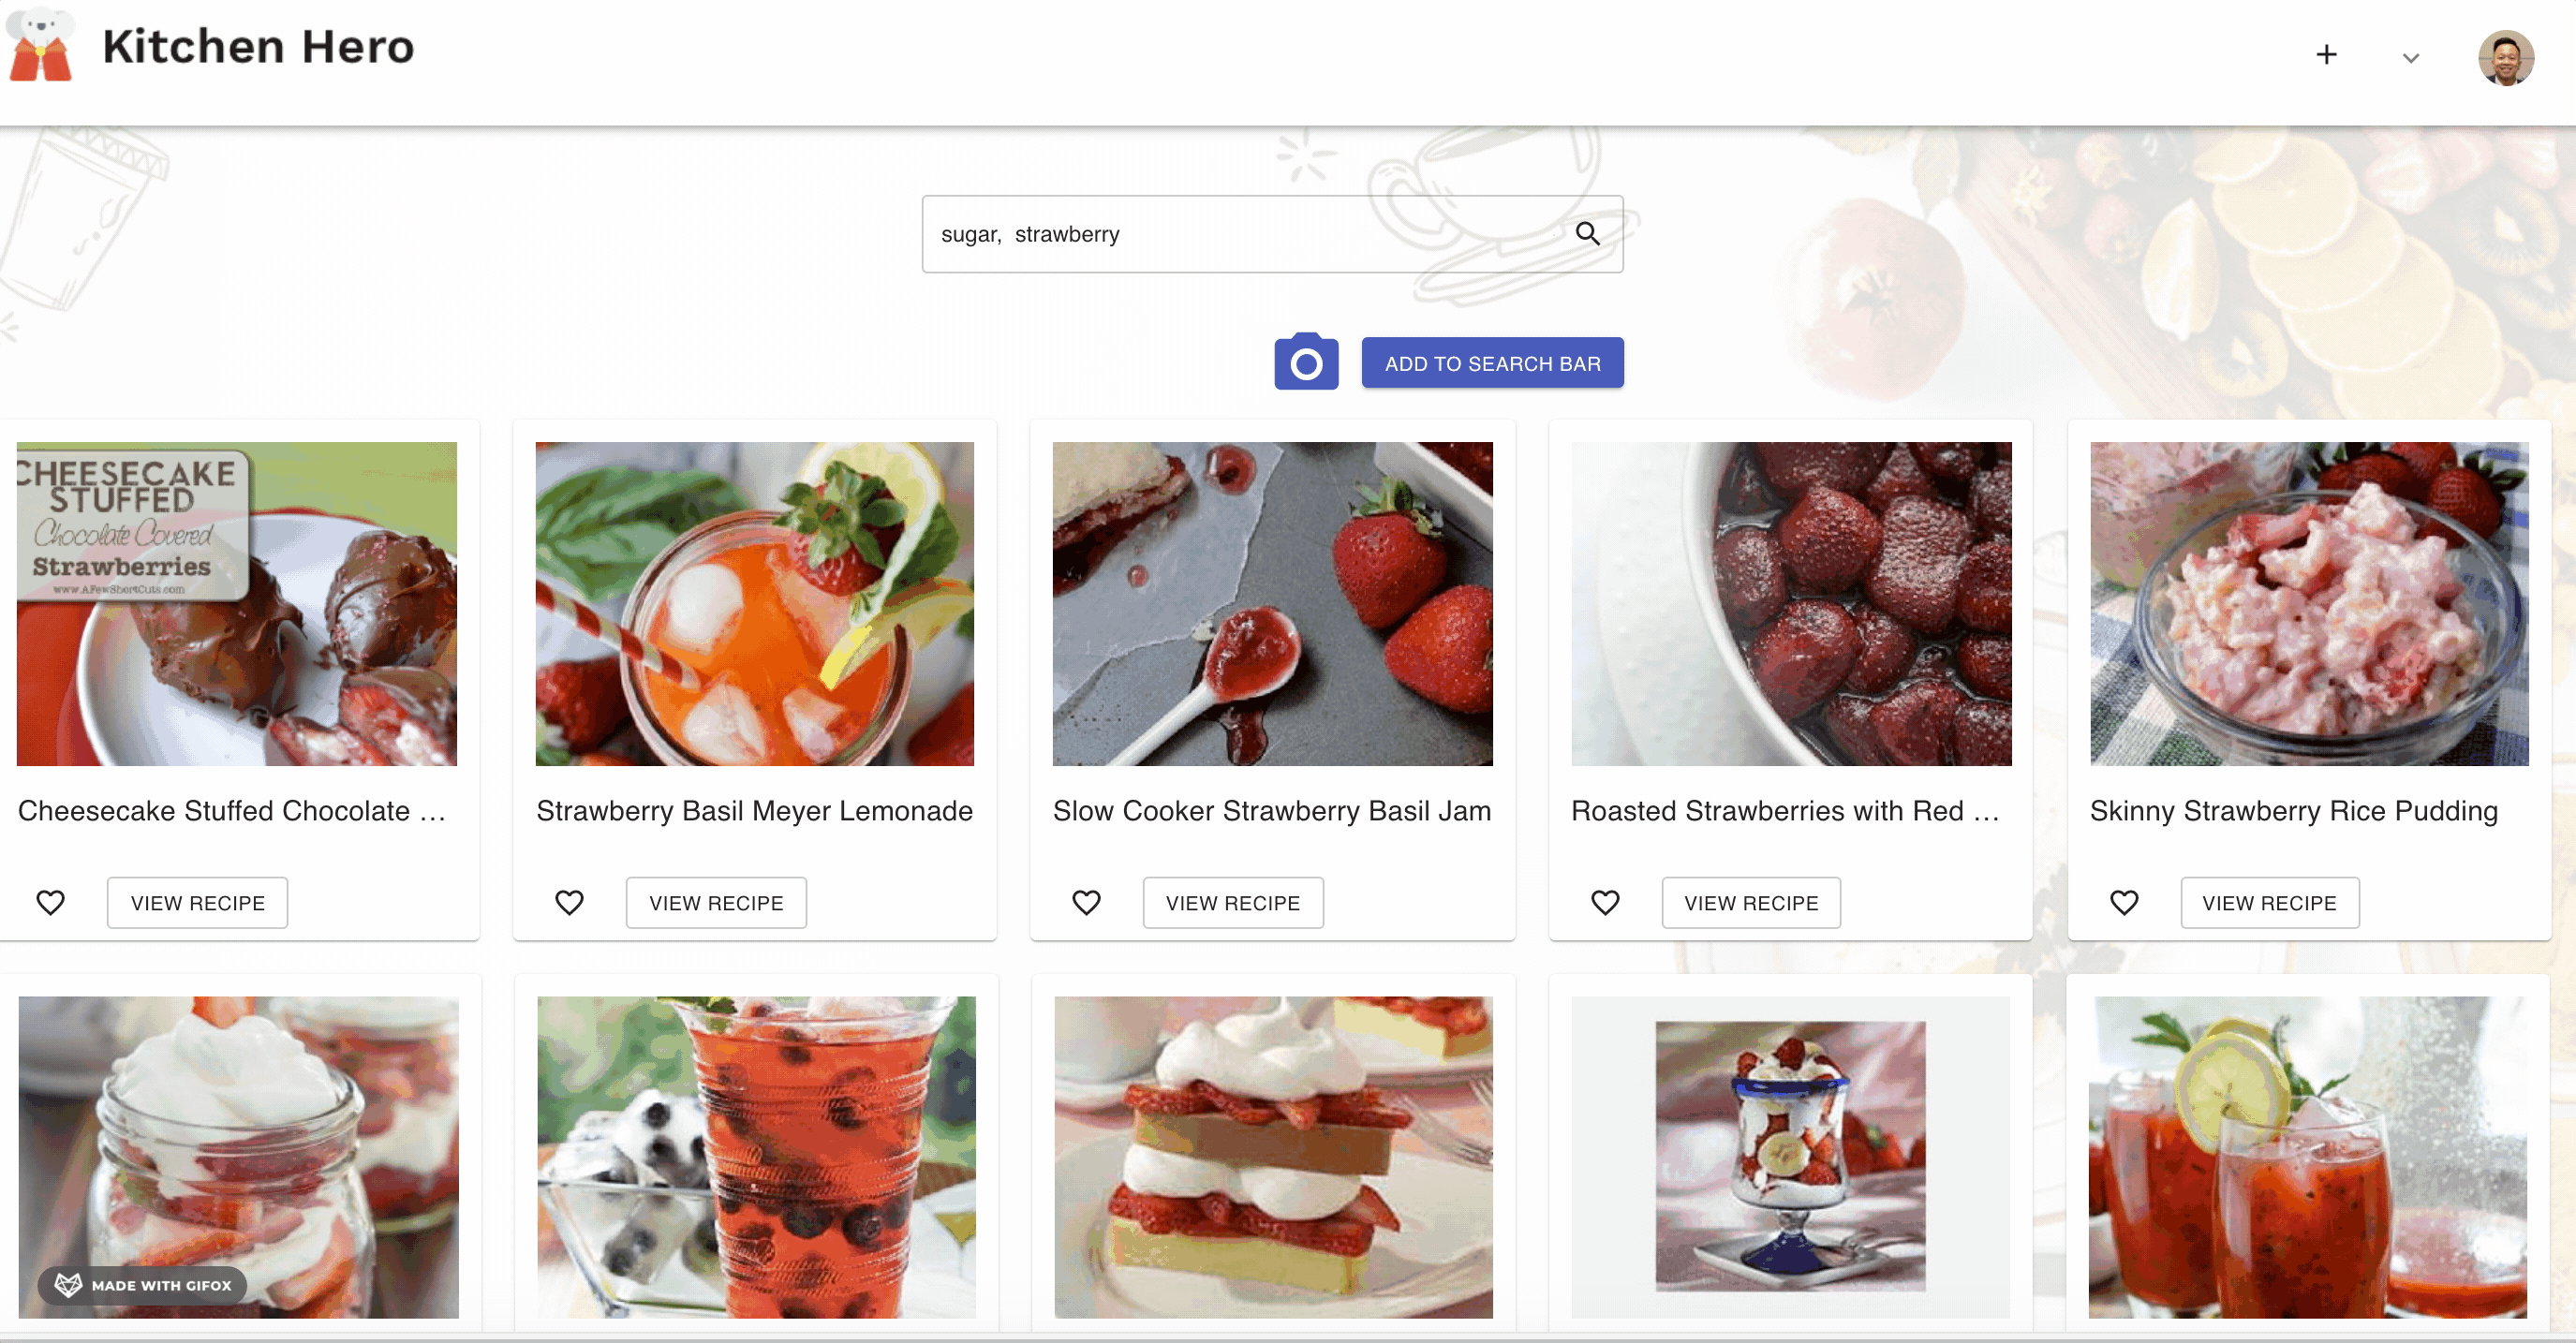 Kitchen Hero
sugar,  strawberry
ADD TO SEARCH BAR
CHEESECAKE
STUFFED
Chocolate Covered
Strawberries
www.AFewShortCuts.com
Cheesecake Stuffed Chocolate …
Strawberry Basil Meyer Lemonade
Slow Cooker Strawberry Basil Jam
Roasted Strawberries with Red …
Skinny Strawberry Rice Pudding
VIEW RECIPE
VIEW RECIPE
VIEW RECIPE
VIEW RECIPE
VIEW RECIPE
MADE WITH GIFOX